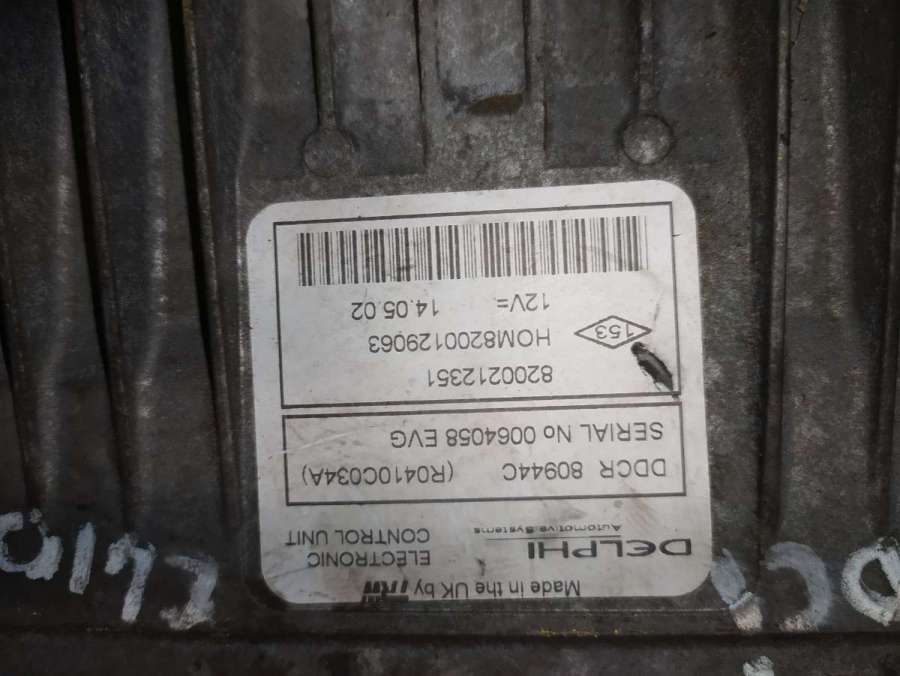 Made in the UK by TRW
DELPHI
Automotive Systems
ELECTRONIC
CONTROL UNIT
DDCR 80944C (R0410C034A)
SERIAL No 0064058 EVG
8200212351
153
HOM8200129063
12V= 14.05.02
CLIO